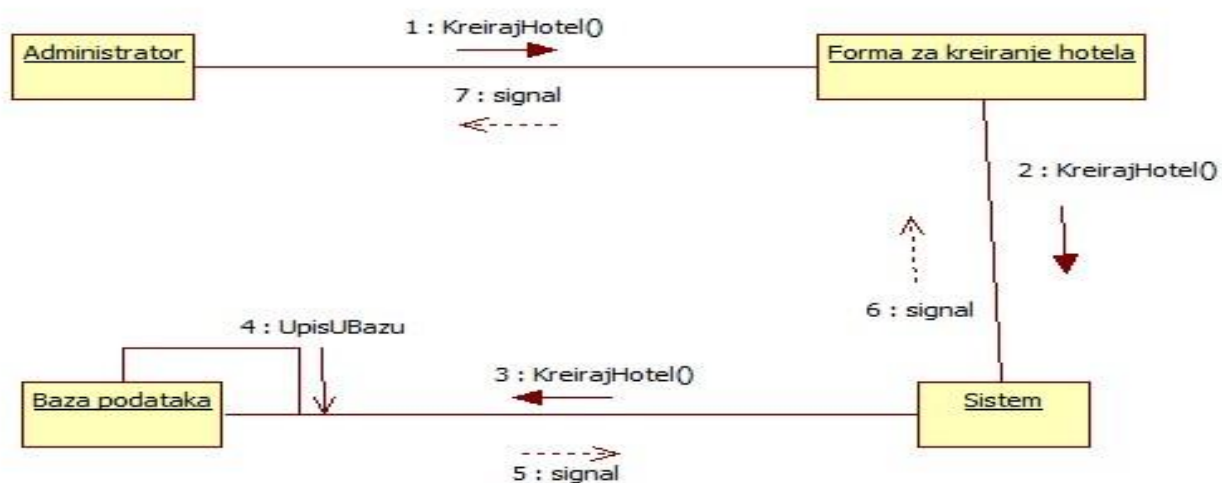 1 : KreirajHotel()
Administrator
Forma za kreiranje hotela
7 : signal
2 : KreirajHotel()
6 : signal
4 : UpisUBazu
3 : KreirajHotel()
Baza podataka
Sistem
5 : signal